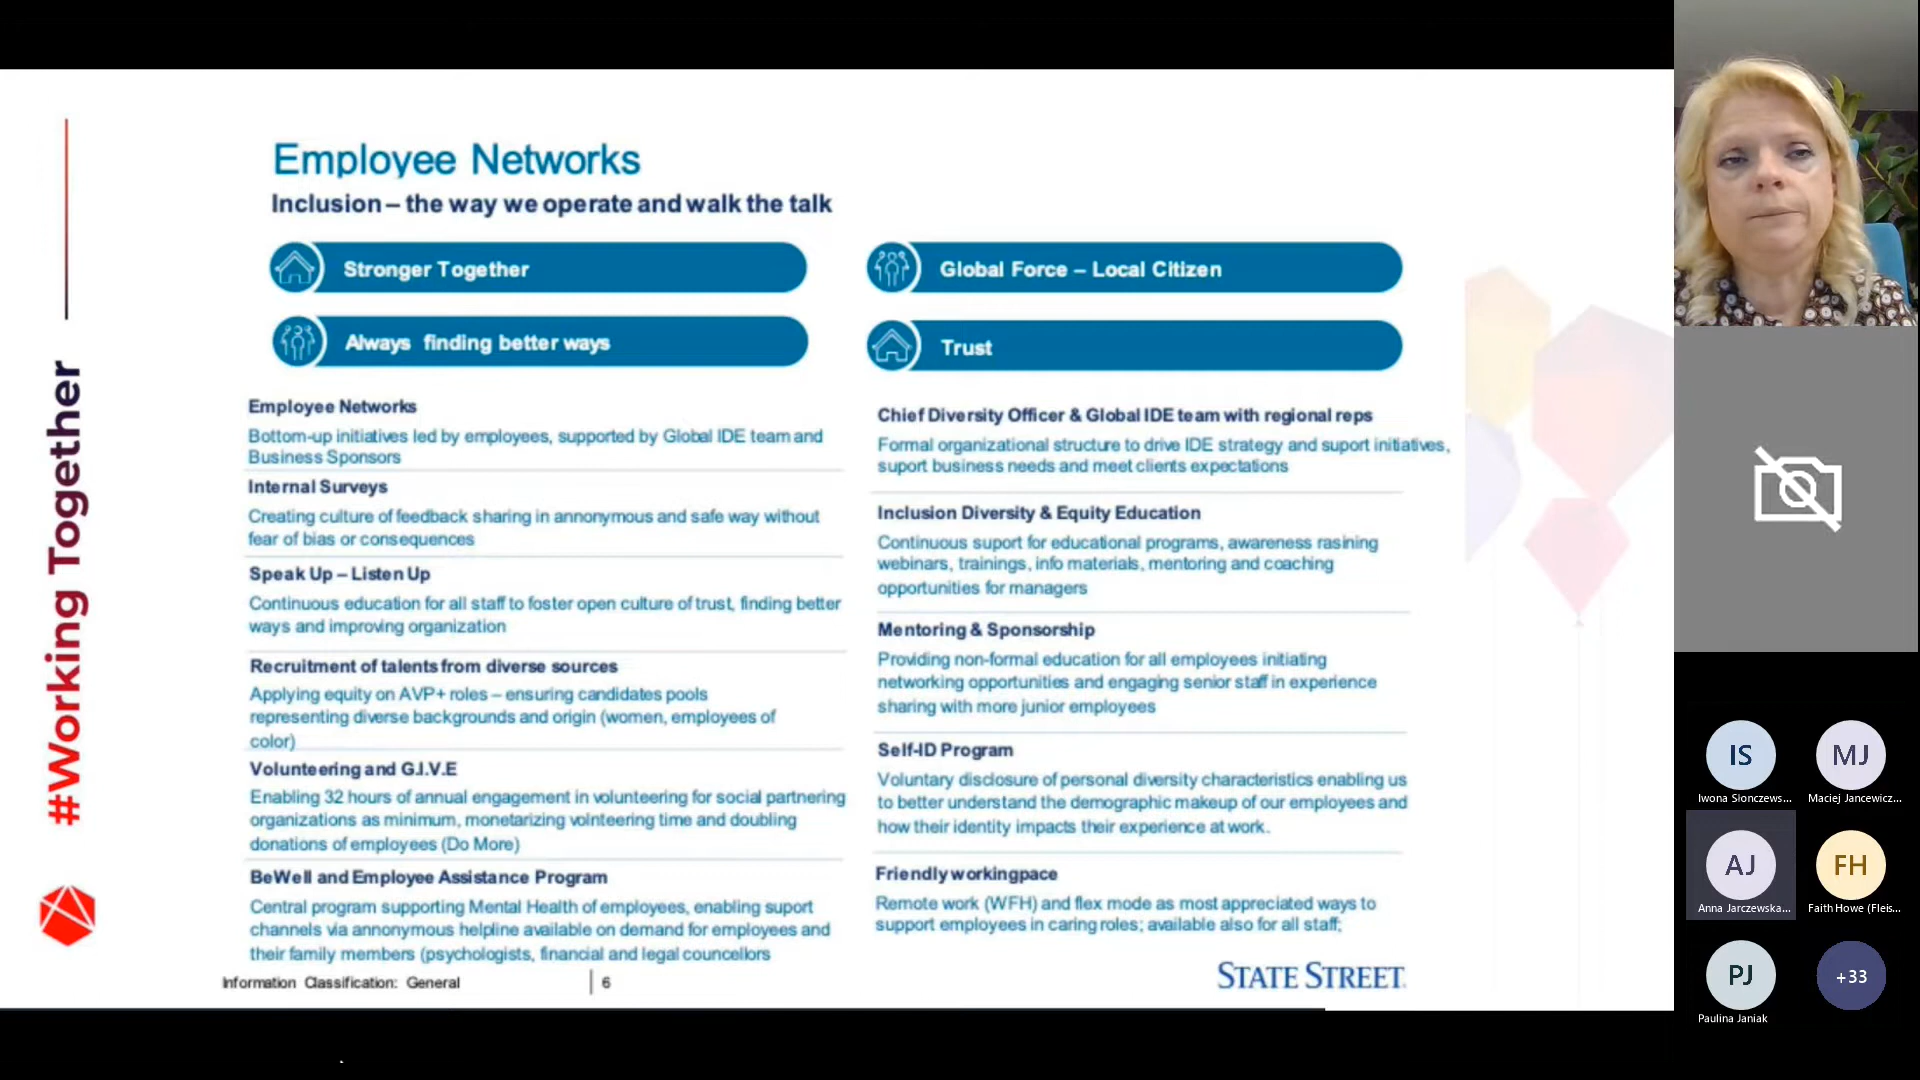 #Working Together
Employee Networks
Inclusion – the way we operate and walk the talk
Stronger Together
Always finding better ways
Global Force – Local Citizen
Trust
Employee Networks
Bottom-up initiatives led by employees, supported by Global IDE team and
Business Sponsors
Internal Surveys
Creating culture of feedback sharing in annonymous and safe way without
fear of bias or consequences
Speak Up – Listen Up
Continuous education for all staff to foster open culture of trust, finding better
ways and improving organization
Recruitment of talents from diverse sources
Applying equity on AVP+ roles – ensuring candidates pools
representing diverse backgrounds and origin (women, employees of
color)
Volunteering and G.I.V.E
Enabling 32 hours of annual engagement in volunteering for social partnering
organizations as minimum, monetarizing volnteering time and doubling
donations of employees (Do More)
BeWell and Employee Assistance Program
Central program supporting Mental Health of employees, enabling suport
channels via annonymous helpline available on demand for employees and
their family members (psychologists, financial and legal councellors
Chief Diversity Officer & Global IDE team with regional reps
Formal organizational structure to drive IDE strategy and suport initiatives,
suport business needs and meet clients expectations
Inclusion Diversity & Equity Education
Continuous suport for educational programs, awareness rasining
webinars, trainings, info materials, mentoring and coaching
opportunities for managers
Mentoring & Sponsorship
Providing non-formal education for all employees initiating
networking opportunities and engaging senior staff in experience
sharing with more junior employees
Self-ID Program
Voluntary disclosure of personal diversity characteristics enabling us
to better understand the demographic makeup of our employees and
how their identity impacts their experience at work.
Friendly workingpace
Remote work (WFH) and flex mode as most appreciated ways to
support employees in caring roles; available also for all staff;
Information Classification: General
6
STATE STREET
IS
Iwona Slonczews...
MJ
Maciej Jancewicz...
AJ
Anna Jarczewska...
FH
Faith Howe (Fleis...
PJ
Paulina Janiak
+33